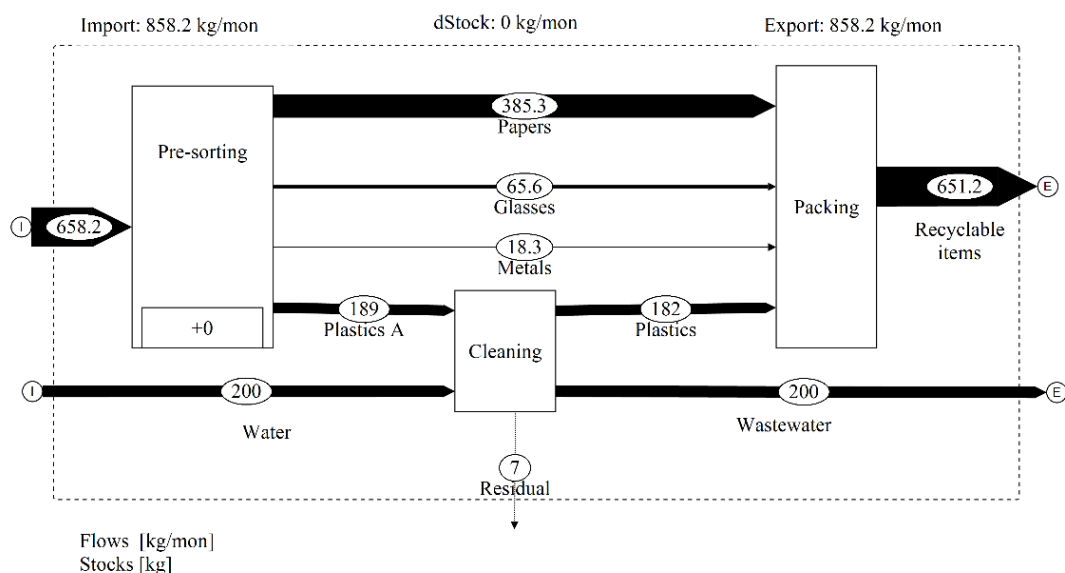 Import: 858.2 kg/mon
dStock: 0 kg/mon
Export: 858.2 kg/mon
Pre-sorting
385.3
Papers
65.6
Glasses
18.3
Metals
Packing
651.2
E
Recyclable
items
I
658.2
+0
189
Plastics A
182
Plastics
Cleaning
I
200
Water
200
Wastewater
E
7
Residual
Flows [kg/mon]
Stocks [kg]